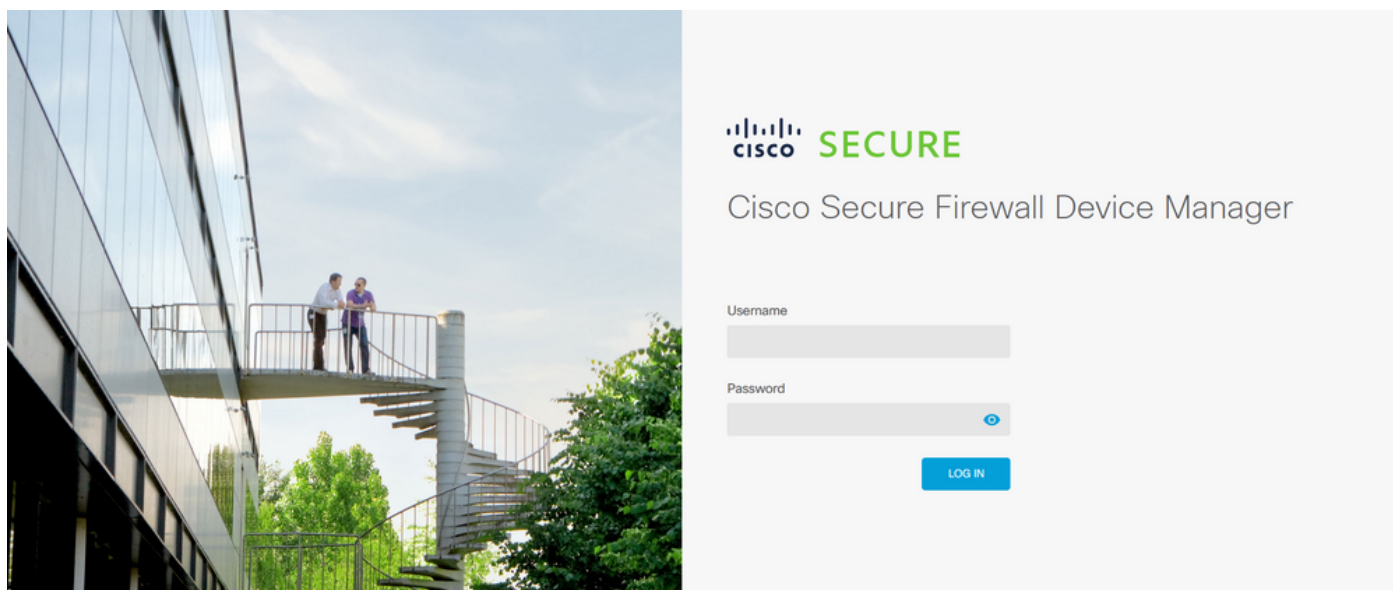 CISCO SECURE
Cisco Secure Firewall Device Manager
Username
Password
LOG IN